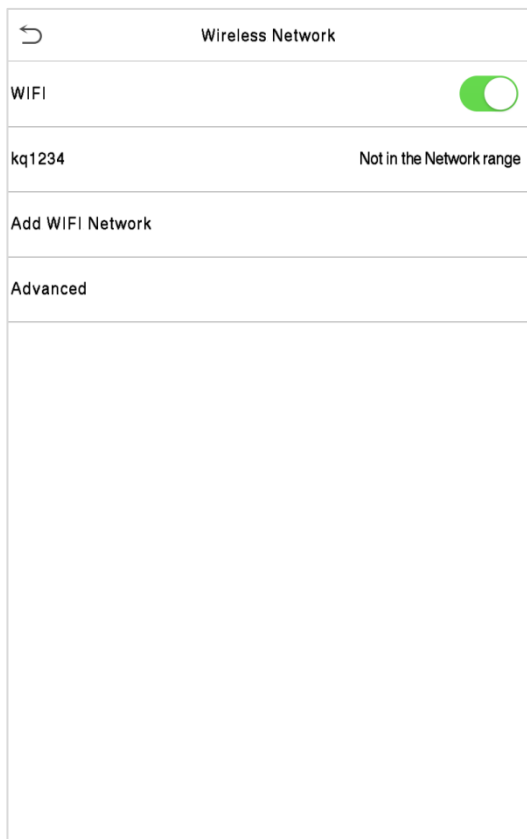 Wireless Network
WIFI
kq1234 Not in the Network range
Add WIFI Network
Advanced